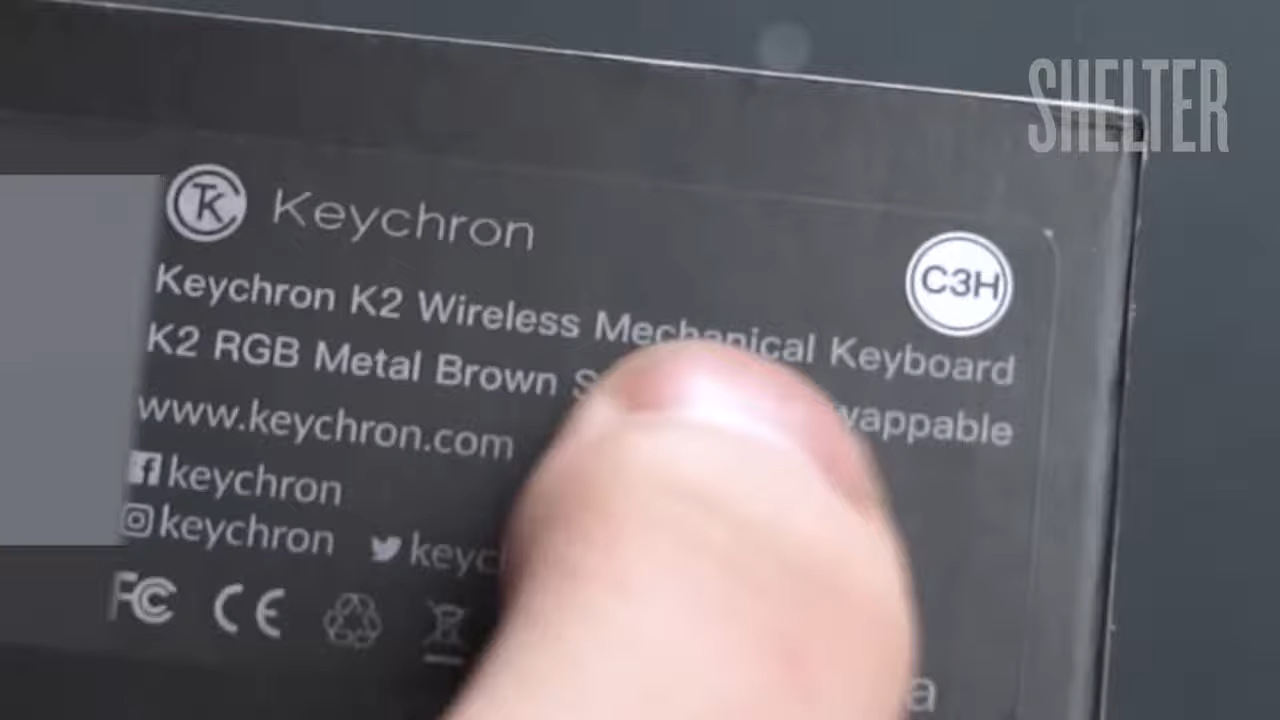 SHELTER
Keychron
C3H
Keychron K2 Wireless Mechanical Keyboard
K2 RGB Metal Brown
www.keychron.com
keychron
keychron
FC CE